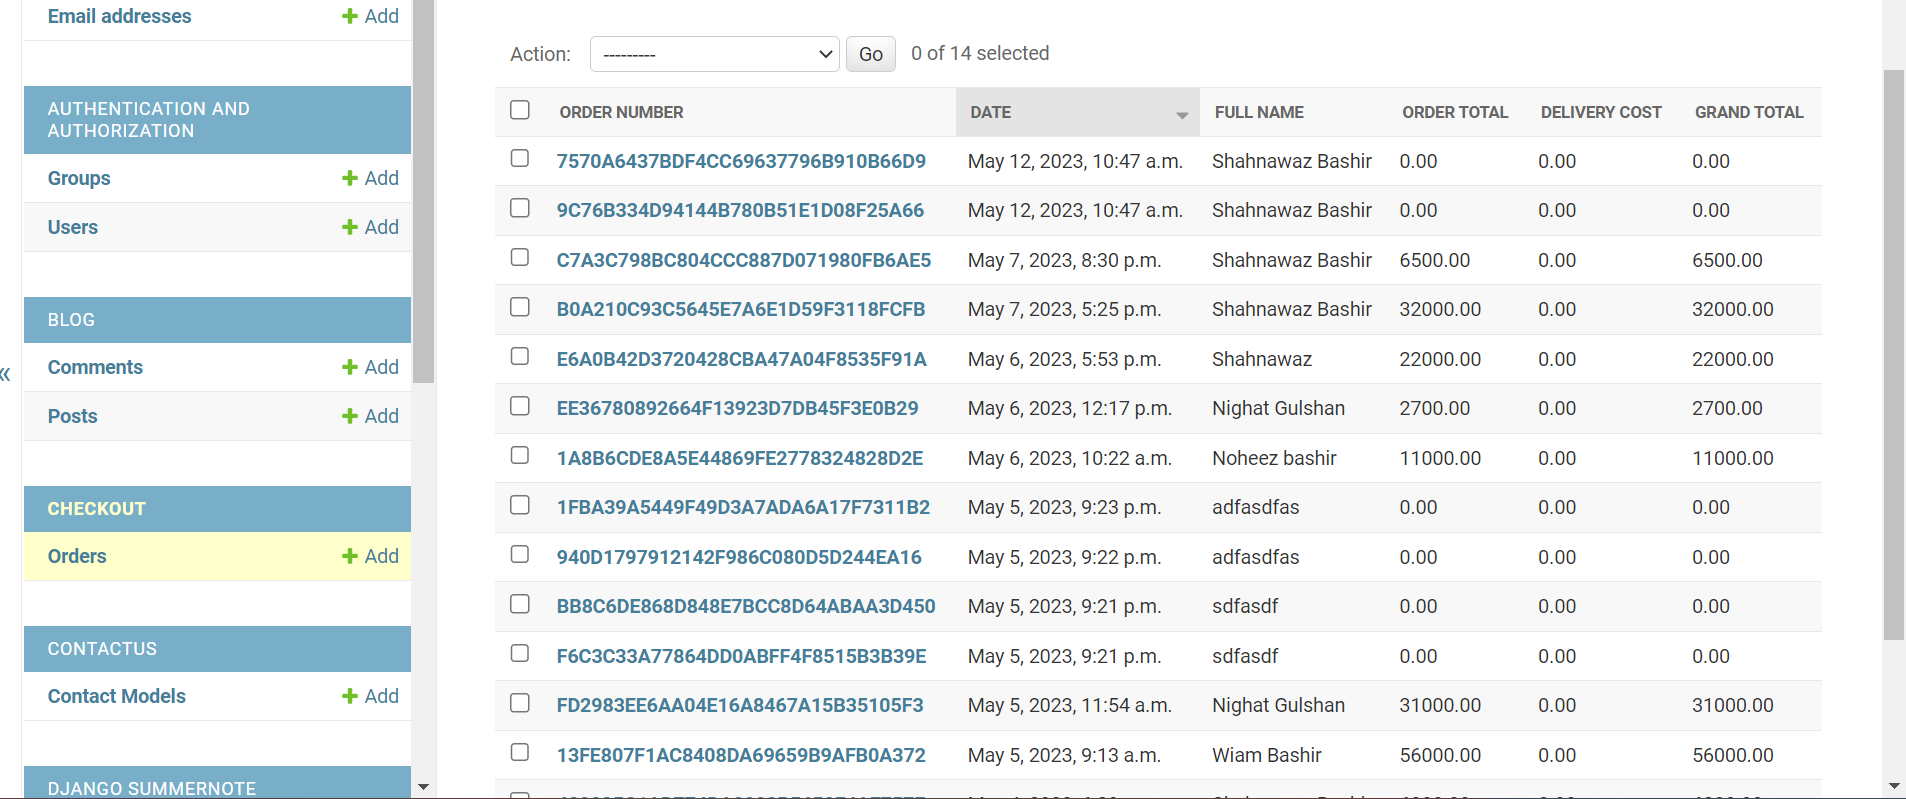 Email addresses + Add
AUTHENTICATION AND
AUTHORIZATION
Groups + Add
Users + Add
BLOG
Comments + Add
Posts + Add
CHECKOUT
Orders + Add
CONTACTUS
Contact Models + Add
DJANGO SUMMERNOTE
«
Action: --------- Go 0 of 14 selected
ORDER NUMBER DATE FULL NAME ORDER TOTAL DELIVERY COST GRAND TOTAL
7570A6437BDF4CC69637796B910B66D9 May 12, 2023, 10:47 a.m. Shahnawaz Bashir 0.00 0.00 0.00
9C76B334D94144B780B51E1D08F25A66 May 12, 2023, 10:47 a.m. Shahnawaz Bashir 0.00 0.00 0.00
C7A3C798BC804CCC887D071980FB6AE5 May 7, 2023, 8:30 p.m. Shahnawaz Bashir 6500.00 0.00 6500.00
B0A210C93C5645E7A6E1D59F3118FCFB May 7, 2023, 5:25 p.m. Shahnawaz Bashir 32000.00 0.00 32000.00
E6A0B42D3720428CBA47A04F8535F91A May 6, 2023, 5:53 p.m. Shahnawaz 22000.00 0.00 22000.00
EE36780892664F13923D7DB45F3E0B29 May 6, 2023, 12:17 p.m. Nighat Gulshan 2700.00 0.00 2700.00
1A8B6CDE8A5E44869FE2778324828D2E May 6, 2023, 10:22 a.m. Noheez bashir 11000.00 0.00 11000.00
1FBA39A5449F49D3A7ADA6A17F7311B2 May 5, 2023, 9:23 p.m. adfasdfas 0.00 0.00 0.00
940D1797912142F986C080D5D244EA16 May 5, 2023, 9:22 p.m. adfasdfas 0.00 0.00 0.00
BB8C6DE868D848E7BCC8D64ABAA3D450 May 5, 2023, 9:21 p.m. sdfasdf 0.00 0.00 0.00
F6C3C33A77864DD0ABFF4F8515B3B39E May 5, 2023, 9:21 p.m. sdfasdf 0.00 0.00 0.00
FD2983EE6AA04E16A8467A15B35105F3 May 5, 2023, 11:54 a.m. Nighat Gulshan 31000.00 0.00 31000.00
13FE807F1AC8408DA69659B9AFB0A372 May 5, 2023, 9:13 a.m. Wiam Bashir 56000.00 0.00 56000.00